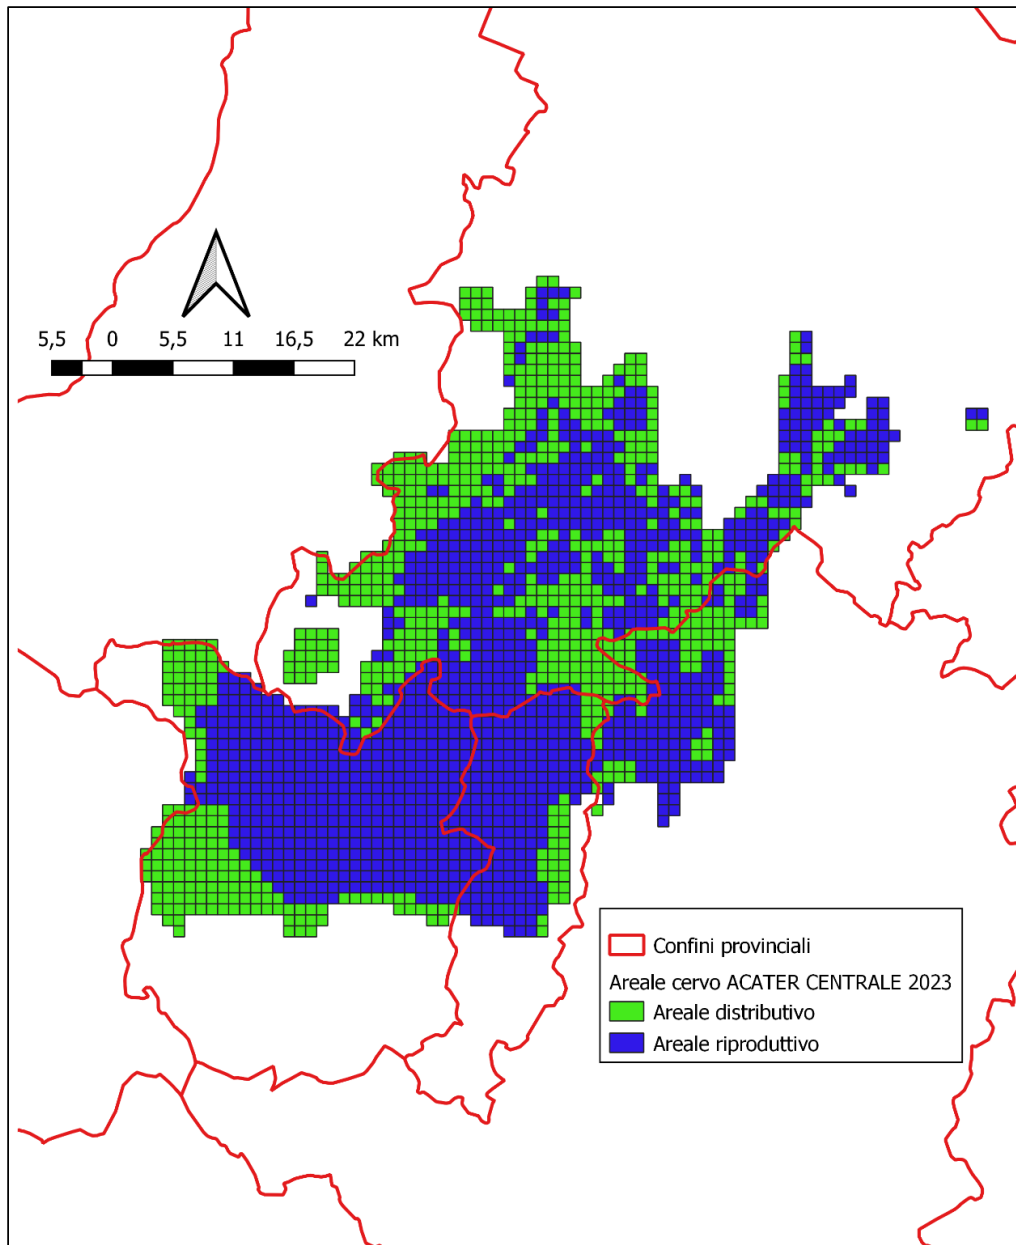 5,5 0 5,5 11 16,5 22 km
Confini provinciali
Areale cervo ACATER CENTRALE 2023
Areale distributivo
Areale riproduttivo